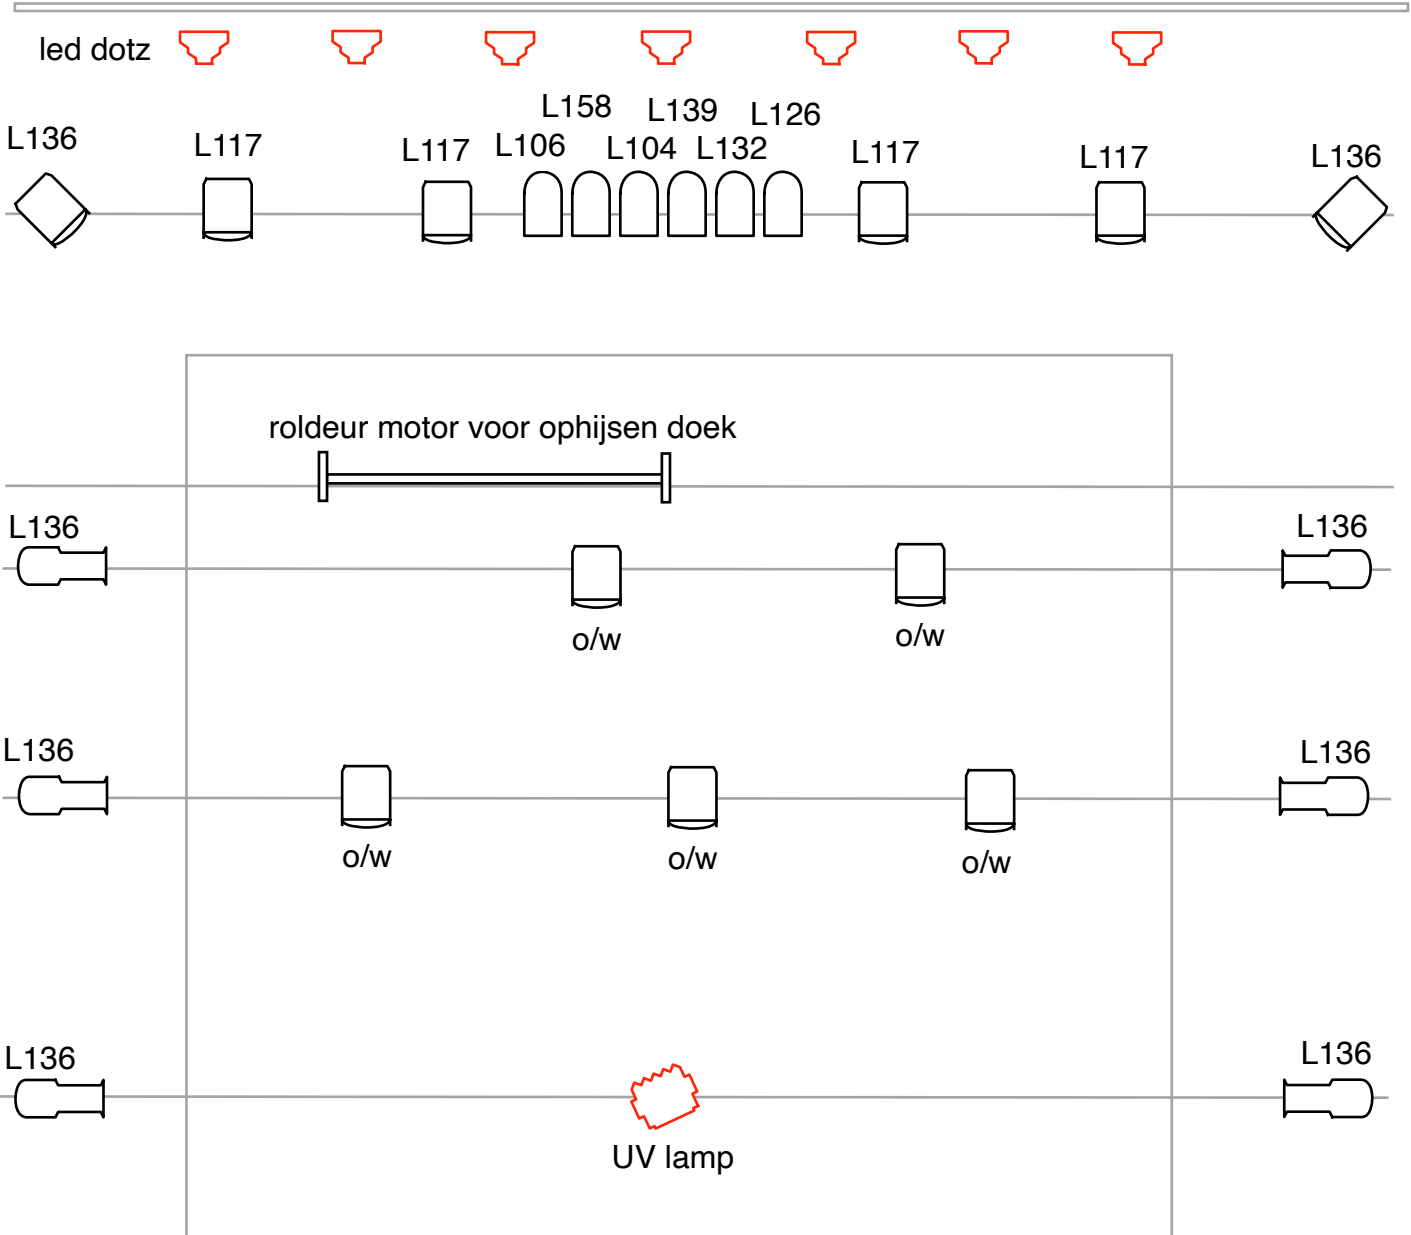 led dotz
L158 L139 L126
L136 L117 L117 L106 L104 L132 L117 L117 L136
roldeur motor voor ophijsen doek
L136 L136
o/w o/w
L136 L136
o/w o/w o/w
L136 L136
UV lamp